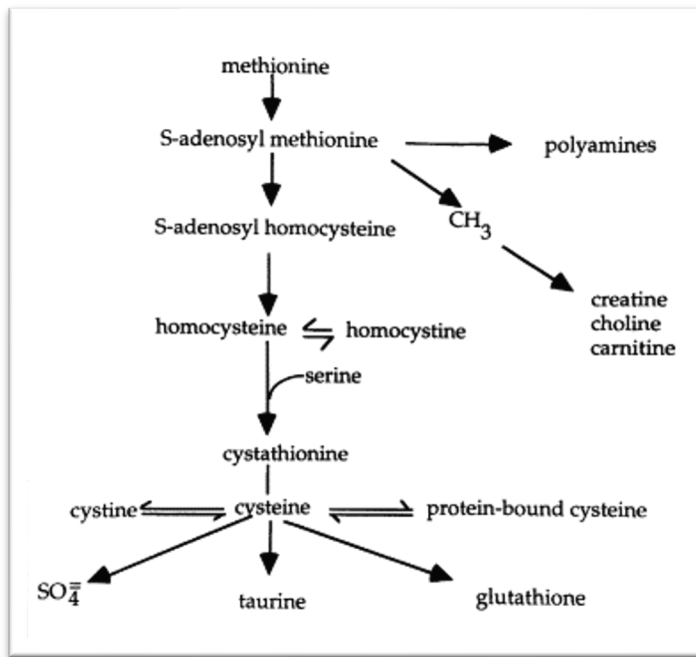 methionine
S-adenosyl methionine
polyamines
CH3
S-adenosyl homocysteine
creatine
choline
carnitine
homocysteine
homocystine
serine
cystathionine
cystine
cysteine
protein-bound cysteine
SO4=
taurine
glutathione